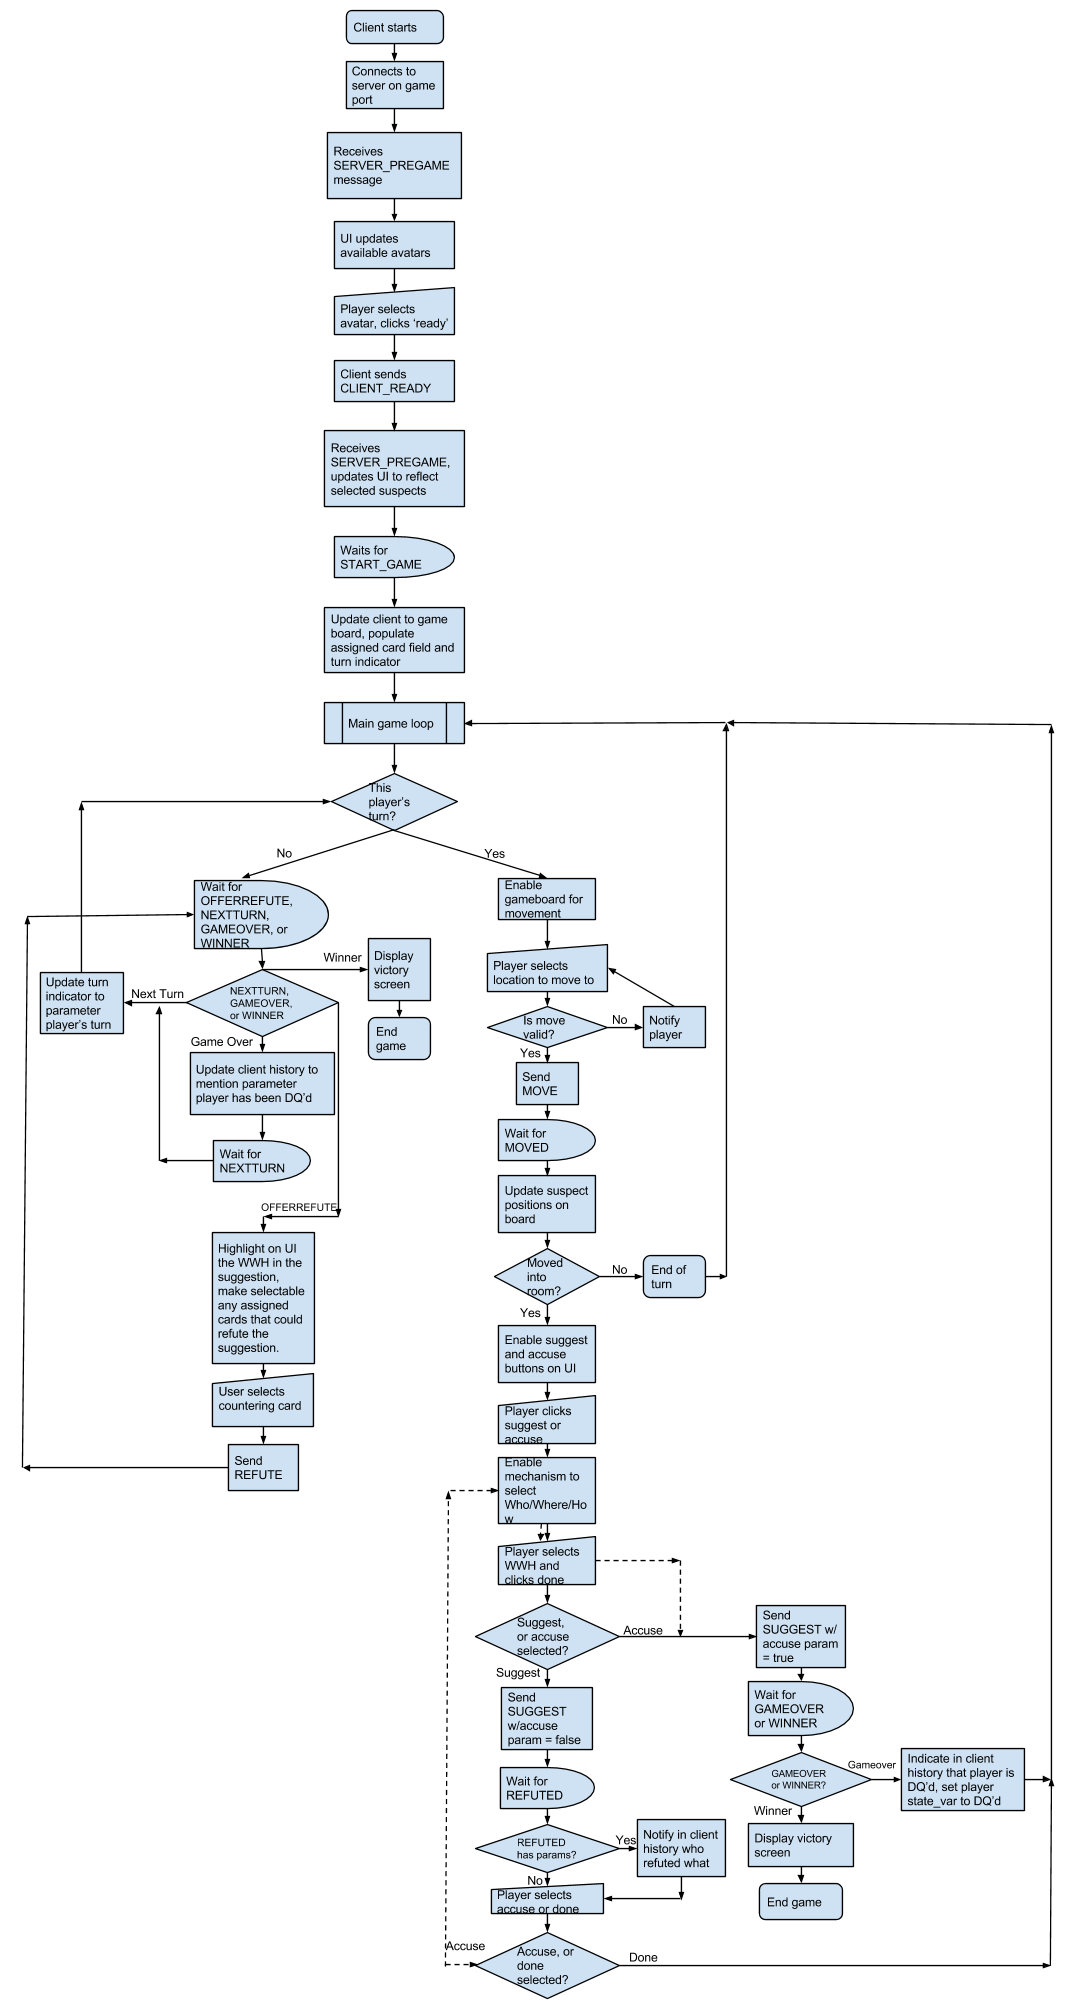 Client starts
Connects to
server on game
port
Receives
SERVER_PREGAME
message
UI updates
available avatars
Player selects
avatar, clicks ‘ready’
Client sends
CLIENT_READY
Receives
SERVER_PREGAME,
updates UI to reflect
selected suspects
Waits for
START_GAME
Update client to game
board, populate
assigned card field and
turn indicator
Main game loop
This
player’s
turn?
No
Yes
Wait for
OFFERREFUTE,
NEXTTURN,
GAMEOVER, or
WINNER
NEXTTURN,
GAMEOVER,
or WINNER
Winner
Display
victory
screen
End
game
Next Turn
Update turn
indicator to
parameter
player’s turn
Game Over
Update client history to
mention parameter
player has been DQ’d
Wait for
NEXTTURN
OFFERREFUTE
Highlight on UI
the WWH in the
suggestion,
make selectable
any assigned
cards that could
refute the
suggestion.
User selects
countering card
Send
REFUTE
Enable
gameboard for
movement
Player selects
location to move to
Is move
valid?
No
Notify
player
Yes
Send
MOVE
Wait for
MOVED
Update suspect
positions on
board
Moved
into
room?
No
End of
turn
Yes
Enable suggest
and accuse
buttons on UI
Player clicks
suggest or
accuse
Enable
mechanism to
select
Who/Where/Ho
w
Player selects
WWH and
clicks done
Suggest,
or accuse
selected?
Accuse
Send
SUGGEST w/
accuse param
= true
Wait for
GAMEOVER
or WINNER
GAMEOVER
or WINNER?
Gameover
Indicate in client
history that player is
DQ’d, set player
state_var to DQ’d
Winner
Display victory
screen
End game
Suggest
Send
SUGGEST
w/accuse
param = false
Wait for
REFUTED
REFUTED
has params?
Yes
Notify in client
history who
refuted what
No
Player selects
accuse or done
Accuse, or
done
selected?
Accuse
Done